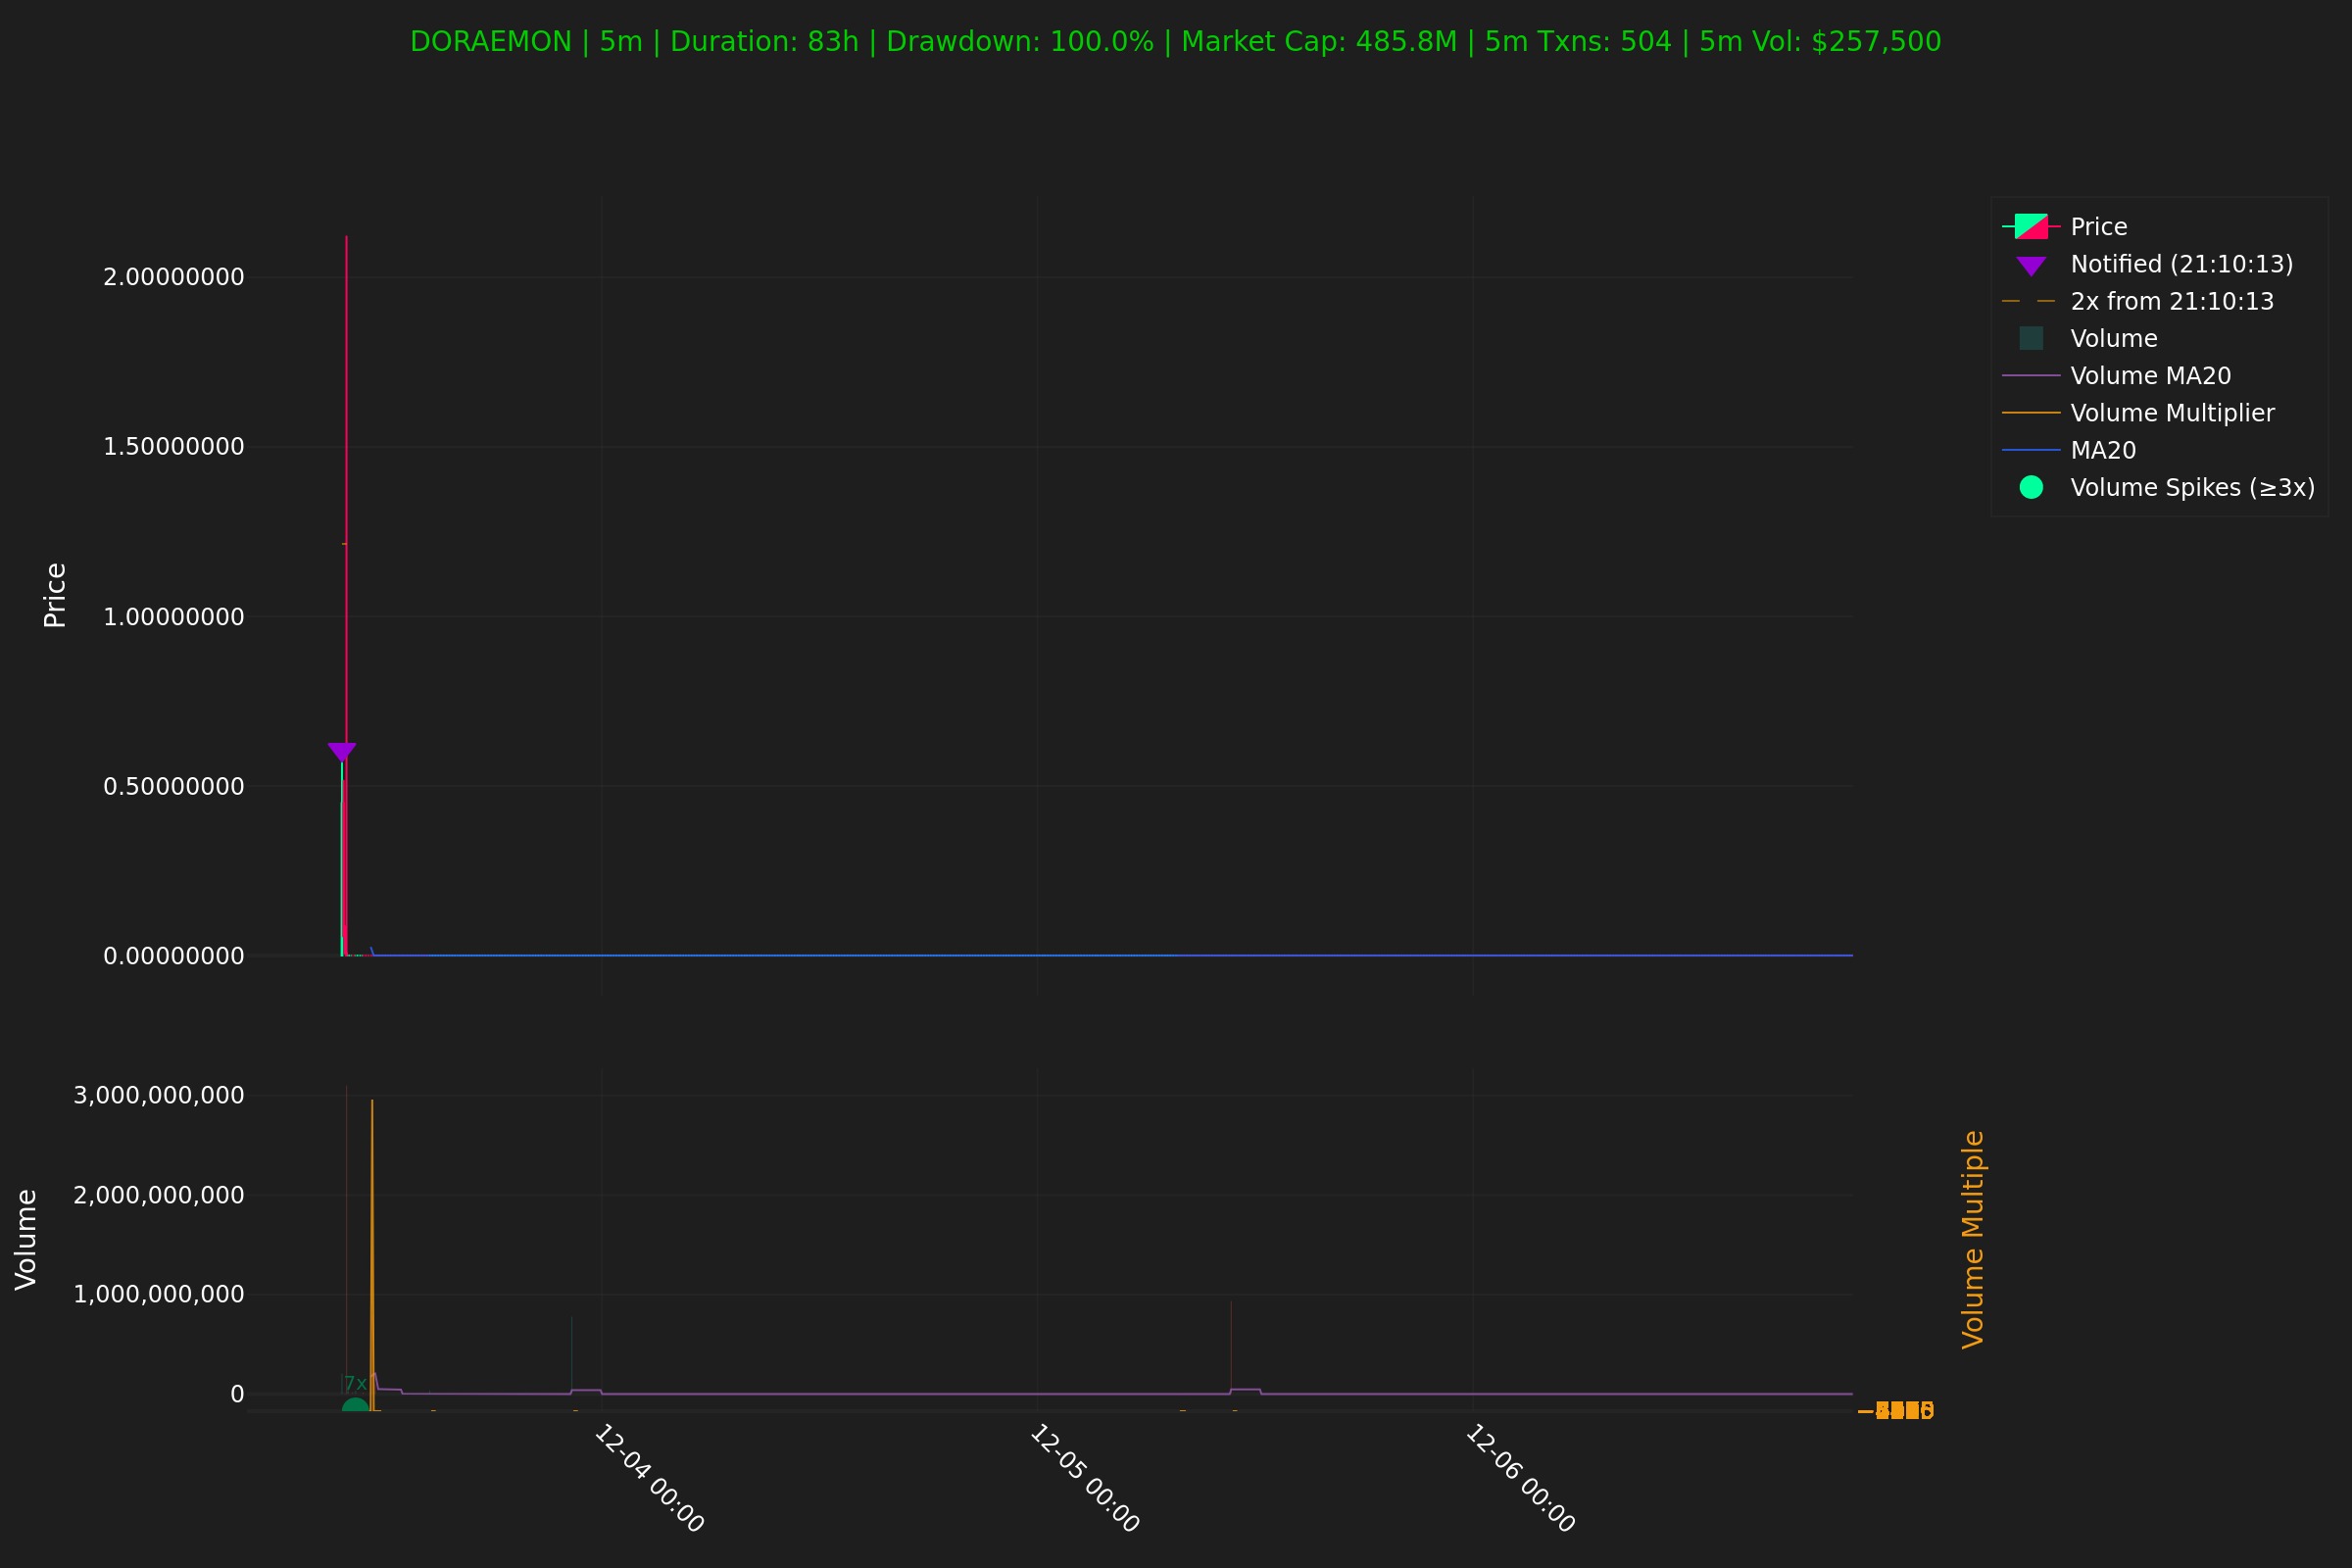 DORAEMON | 5m | Duration: 83h | Drawdown: 100.0% | Market Cap: 485.8M | 5m Txns: 504 | 5m Vol: $257,500
Price
2.00000000
1.50000000
1.00000000
0.50000000
0.00000000
Price
Notified (21:10:13)
2x from 21:10:13
Volume
Volume MA20
Volume Multiplier
MA20
Volume Spikes (≥3x)
Volume
3,000,000,000
2,000,000,000
1,000,000,000
0
7x
Volume Multiple
12-04 00:00
12-05 00:00
12-06 00:00